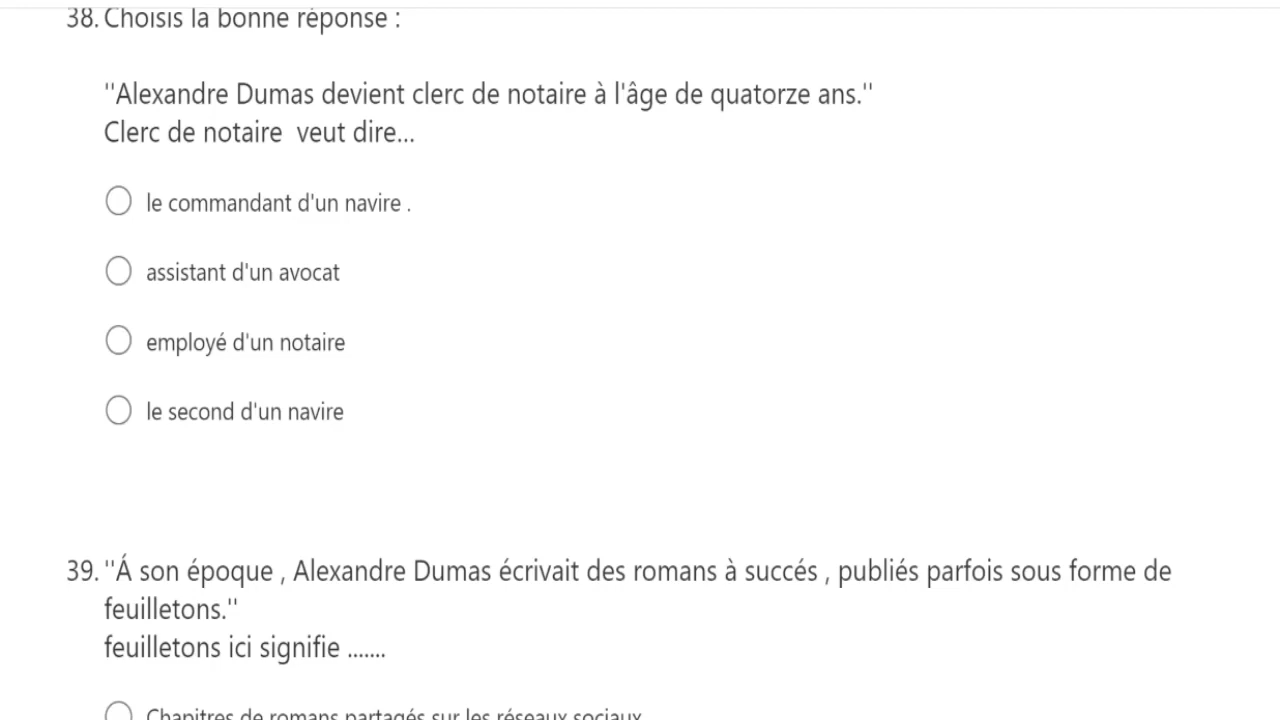 38. Choisis la bonne réponse :
''Alexandre Dumas devient clerc de notaire à l'âge de quatorze ans.''
Clerc de notaire  veut dire...
le commandant d'un navire .
assistant d'un avocat
employé d'un notaire
le second d'un navire
39. ''Á son époque , Alexandre Dumas écrivait des romans à succés , publiés parfois sous forme de
feuilletons.''
feuilletons ici signifie .......
Chapitres de romans partagés sur les réseaux sociaux